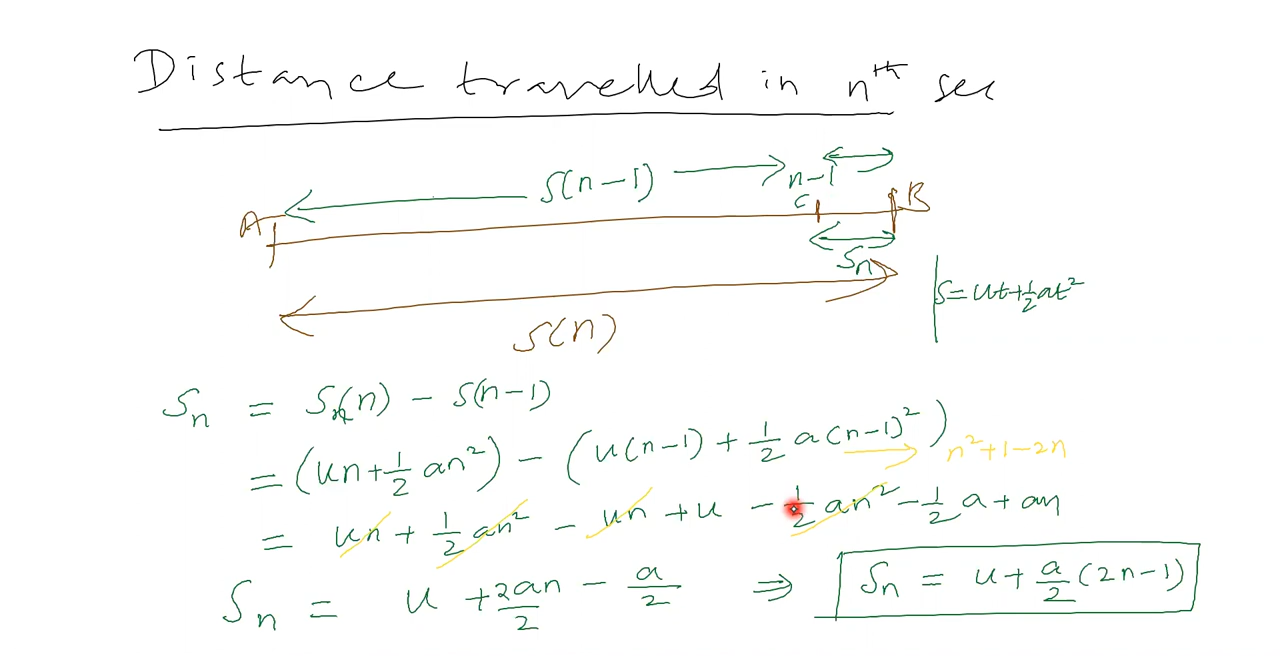 Distance travelled in nᵗʰ sec
S(n−1)
n−1
A
C
B
Sₙ
S=ut+½at²
S(n)
Sₙ = S(n) − S(n−1)
= (un+½an²) − (u(n−1) + ½a(n−1)²)
n²+1−2n
= un + ½an² − un + u − ½an² − ½a + an
Sₙ = u + 2an/2 − a/2 ⇒ Sₙ = u + a/2(2n−1)